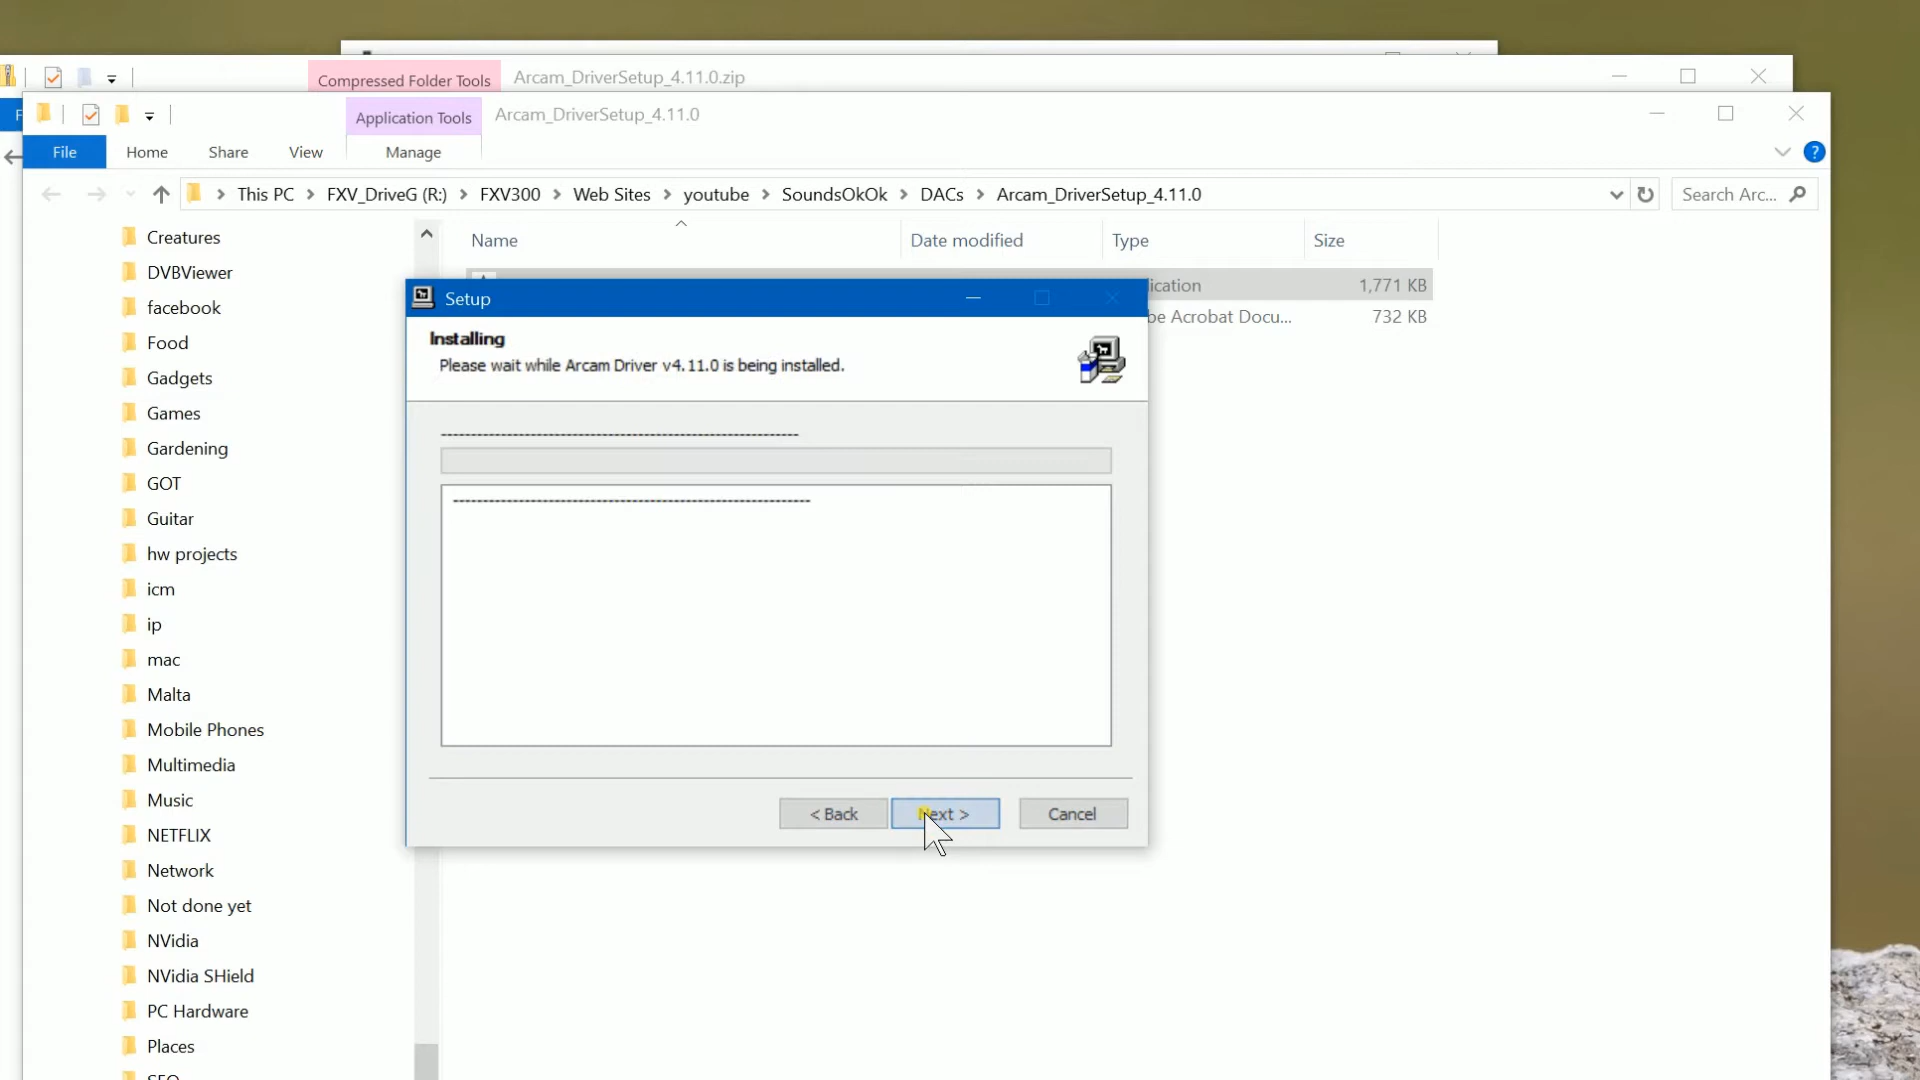 Compressed Folder Tools
Arcam_DriverSetup_4.11.0.zip
Application Tools
Arcam_DriverSetup_4.11.0
File
Home
Share
View
Manage
?
This PC
FXV_DriveG (R:)
FXV300
Web Sites
youtube
SoundsOkOk
DACs
Arcam_DriverSetup_4.11.0
Search Arc...
Name
Date modified
Type
Size
1,771 KB
Docu...
732 KB
Creatures
DVBViewer
facebook
Food
Gadgets
Games
Gardening
GOT
Guitar
hw projects
icm
ip
mac
Malta
Mobile Phones
Multimedia
Music
NETFLIX
Network
Not done yet
NVidia
NVidia SHield
PC Hardware
Places
Setup
Installing
Please wait while Arcam Driver v4.11.0 is being installed.
< Back
Next >
Cancel